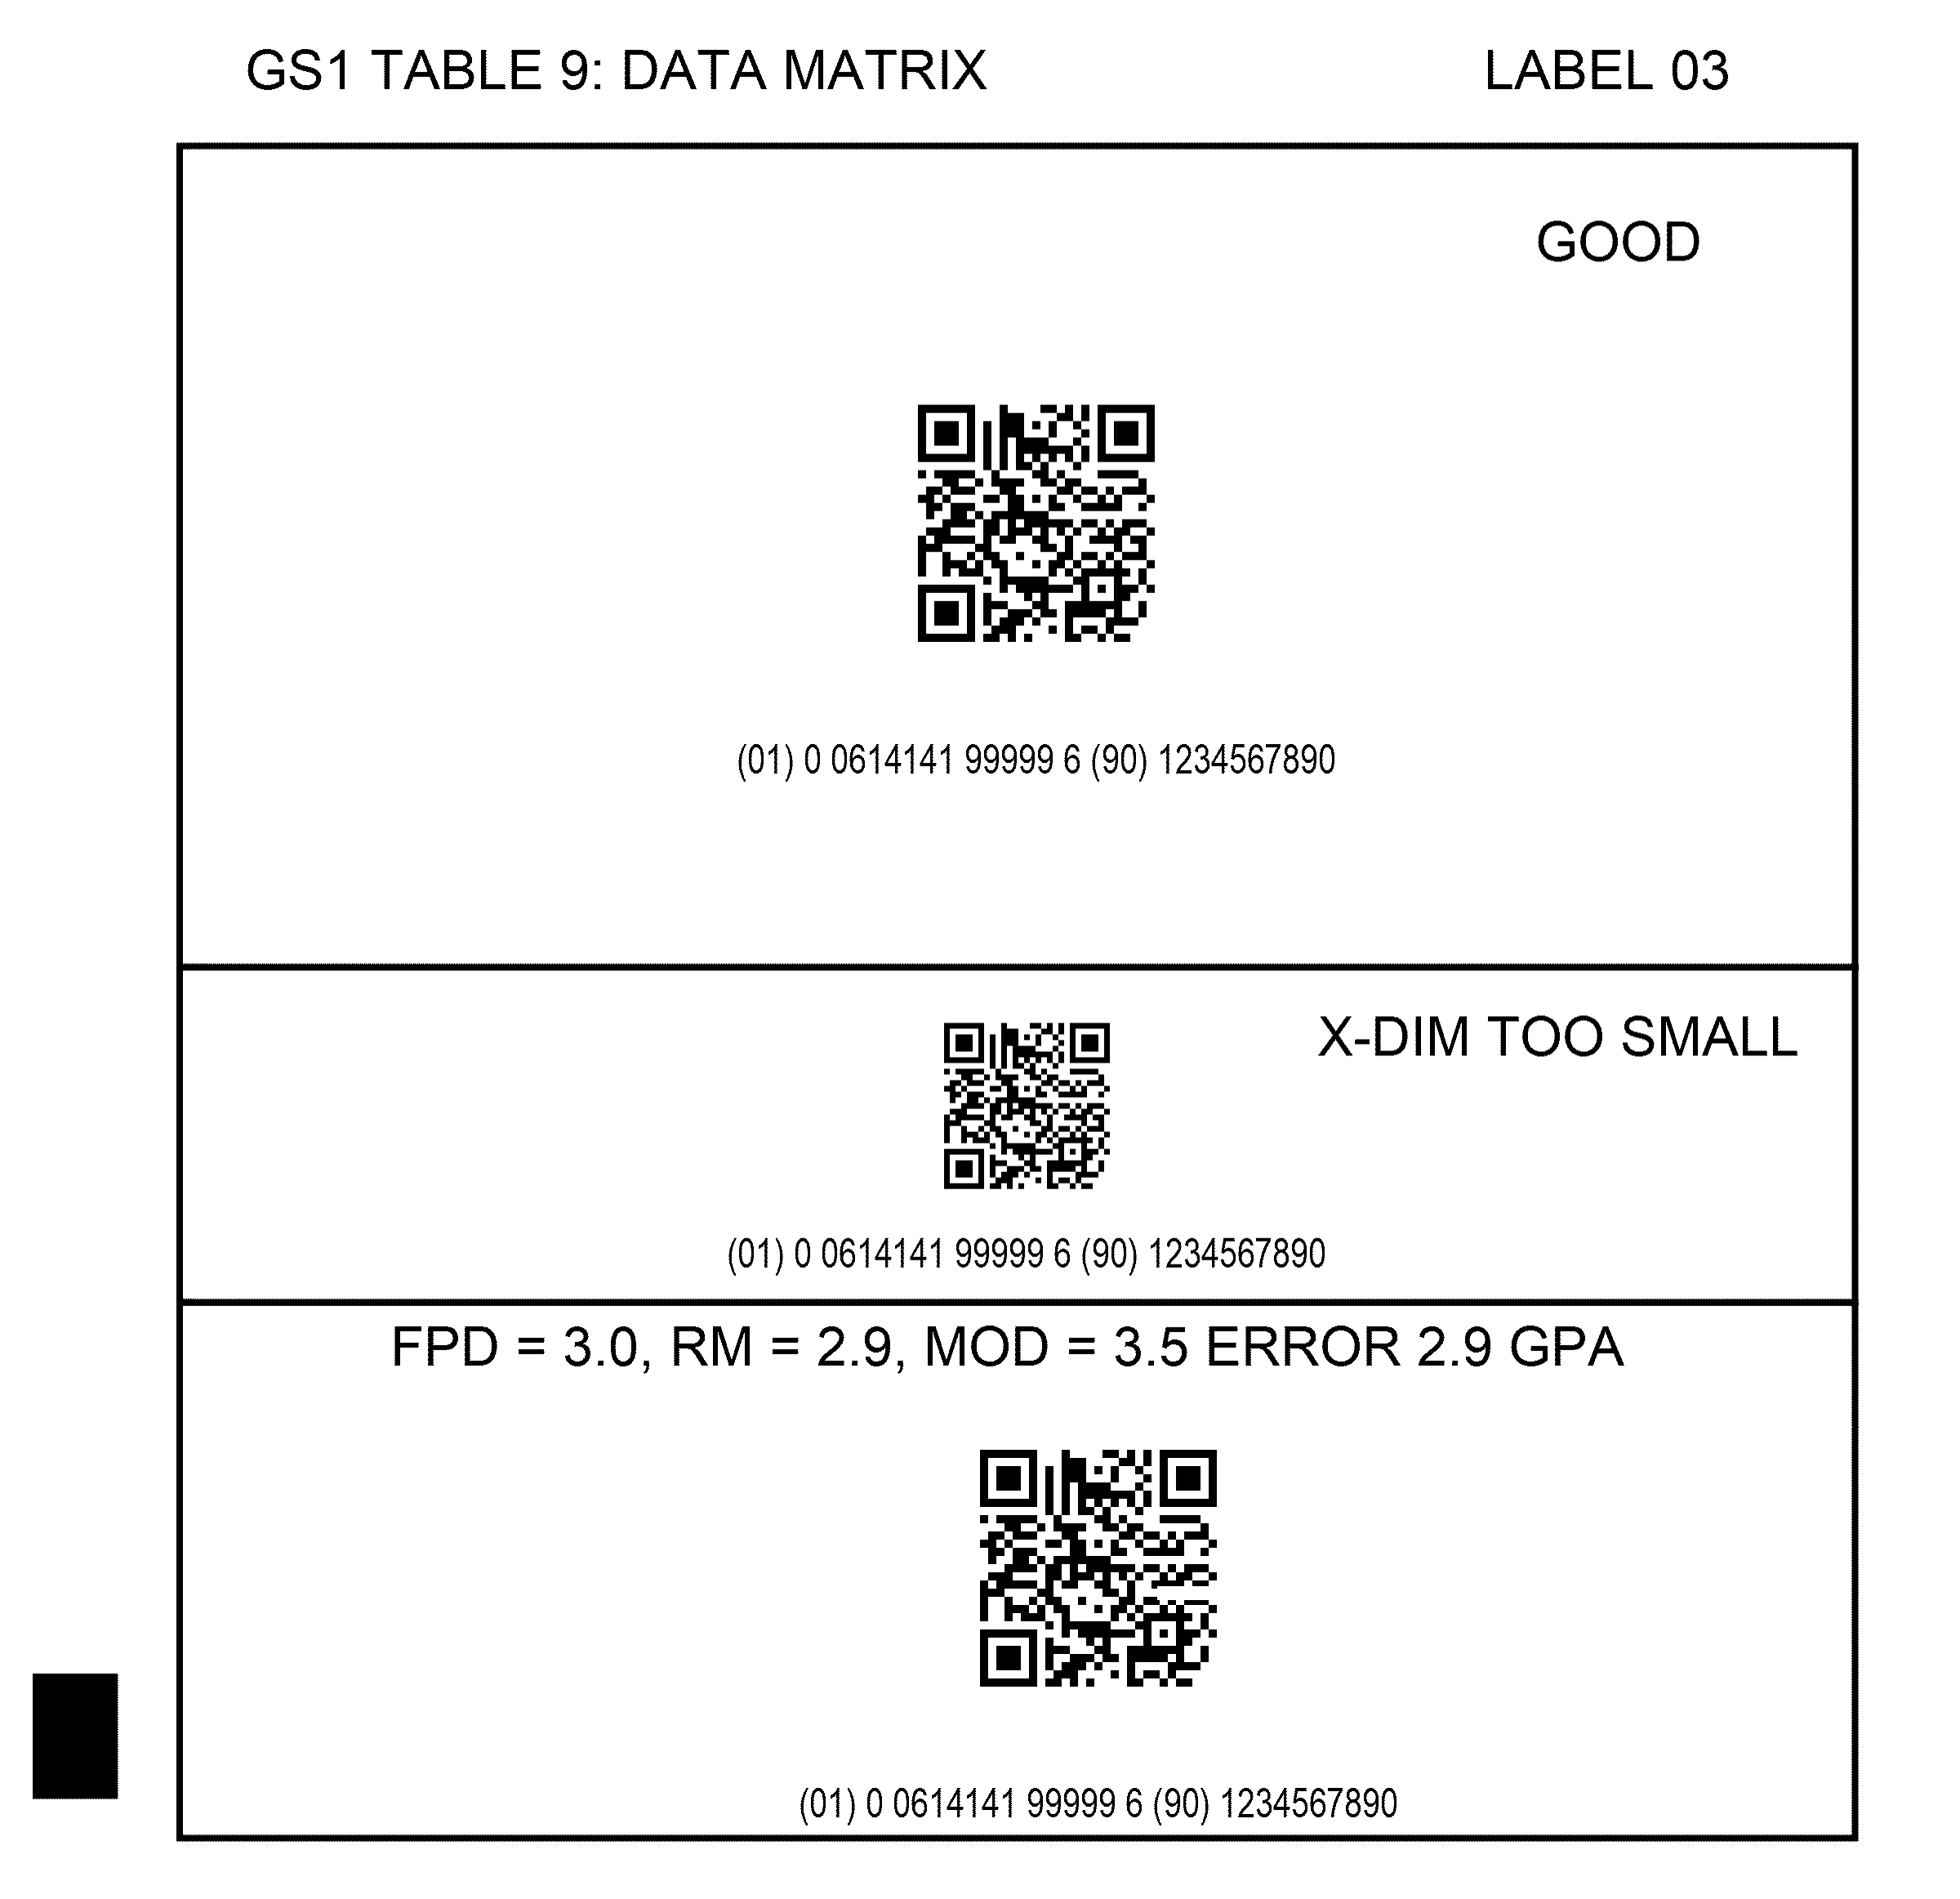 GS1 TABLE 9: DATA MATRIX LABEL 03
GOOD
(01) 0 0614141 99999 6 (90) 1234567890
X-DIM TOO SMALL
(01) 0 0614141 99999 6 (90) 1234567890
FPD = 3.0, RM = 2.9, MOD = 3.5 ERROR 2.9 GPA
(01) 0 0614141 99999 6 (90) 1234567890